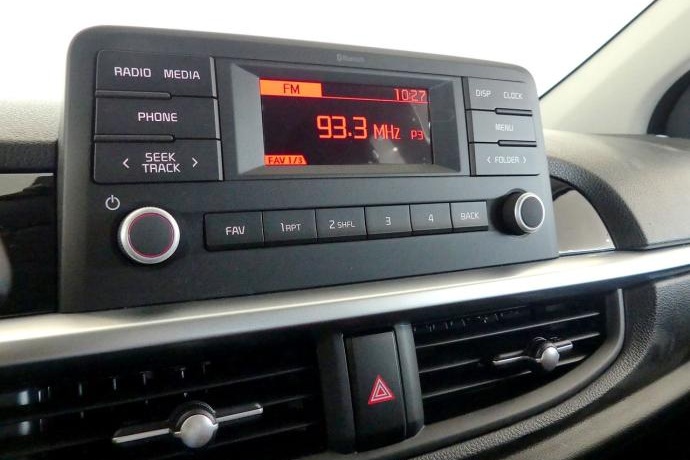 Bluetooth
RADIO MEDIA
PHONE
< SEEK TRACK >
FM 10:27
93.3 MHz P3
FAV 1/3
DISP CLOCK
MENU
< FOLDER >
FAV 1 RPT 2 SHFL 3 4 BACK